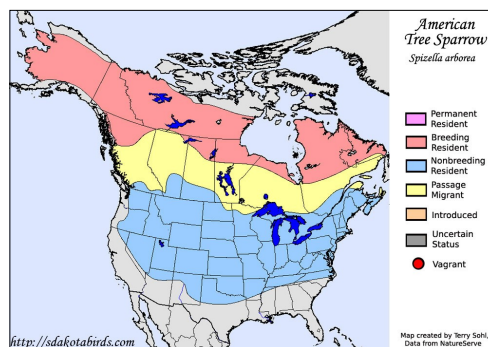 American
Tree Sparrow
Spizella arborea
Permanent
Resident
Breeding
Resident
Nonbreeding
Resident
Passage
Migrant
Introduced
Uncertain
Status
Vagrant
http://sdakotabirds.com
Map created by Terry Sohl,
Data from NatureServe